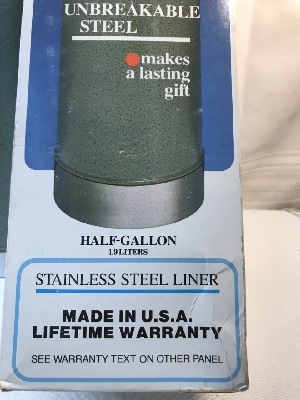 UNBREAKABLE
STEEL
makes
a lasting
gift
HALF-GALLON
1.9 LITERS
STAINLESS STEEL LINER
MADE IN U.S.A.
LIFETIME WARRANTY
SEE WARRANTY TEXT ON OTHER PANEL